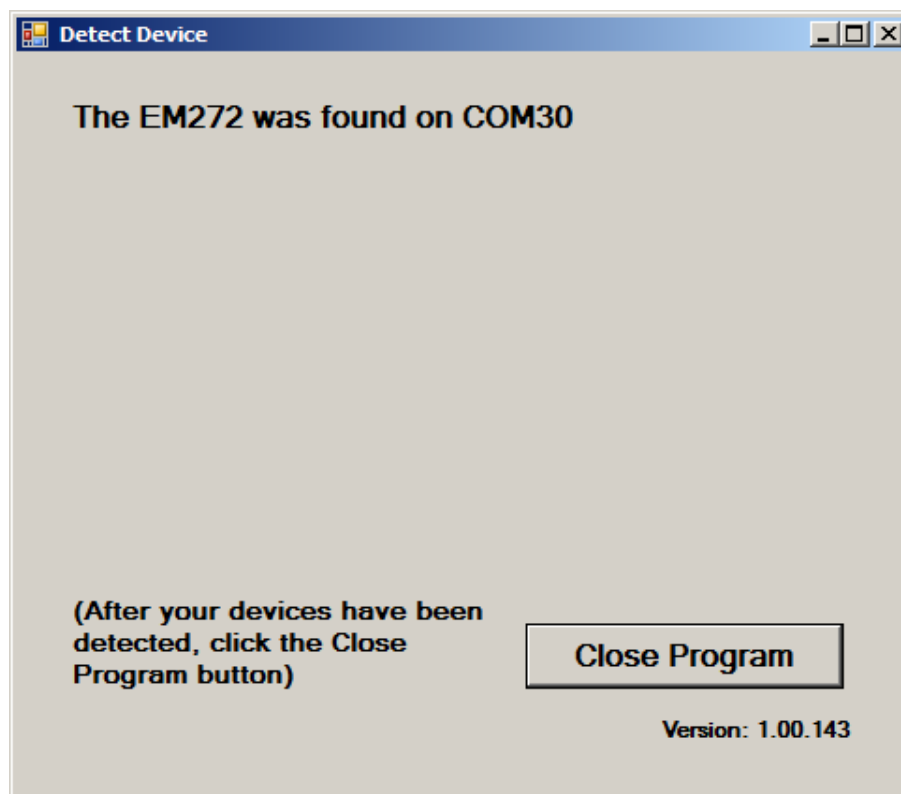 Detect Device
The EM272 was found on COM30
(After your devices have been
detected, click the Close
Program button)
Close Program
Version: 1.00.143